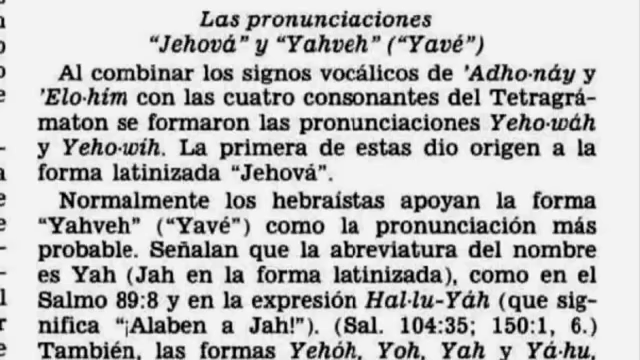 Las pronunciaciones
“Jehová” y “Yahveh” (“Yavé”)
Al combinar los signos vocálicos de ’Adho·náy y
’Elo·hím con las cuatro consonantes del Tetragrá-
maton se formaron las pronunciaciones Yeho·wáh
y Yeho·wíh. La primera de estas dio origen a la
forma latinizada “Jehová”.
Normalmente los hebraístas apoyan la forma
“Yahveh” (“Yavé”) como la pronunciación más
probable. Señalan que la abreviatura del nombre
es Yah (Jah en la forma latinizada), como en el
Salmo 89:8 y en la expresión Hal·lu-Yáh (que sig-
nifica “¡Alaben a Jah!”). (Sal. 104:35; 150:1, 6.)
También, las formas Yehóh, Yoh, Yah y Yá·hu,